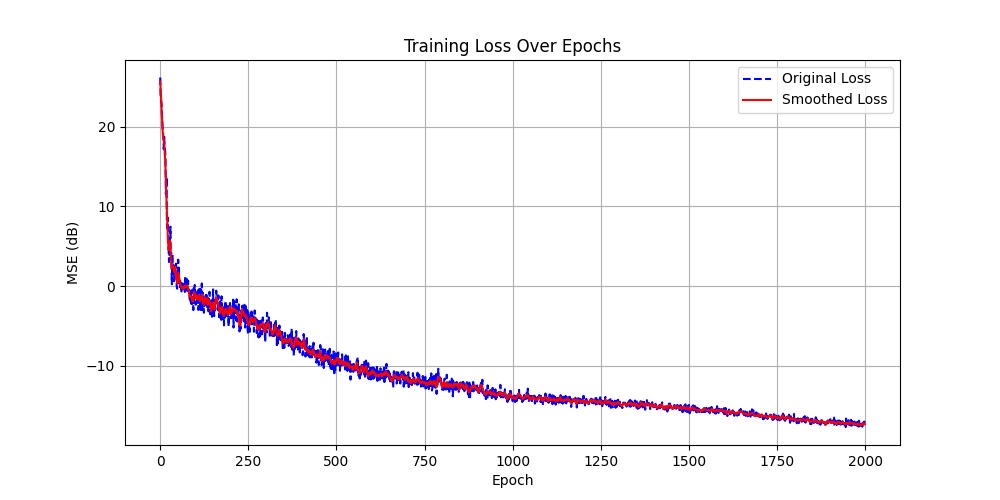 Training Loss Over Epochs
Original Loss
Smoothed Loss
MSE (dB)
20
10
0
−10
0 250 500 750 1000 1250 1500 1750 2000
Epoch